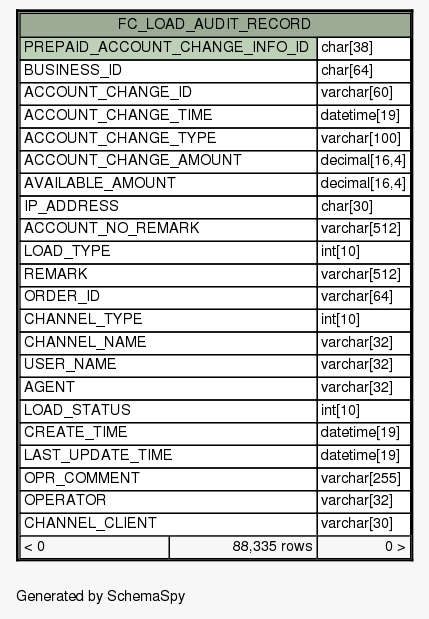 FC_LOAD_AUDIT_RECORD
PREPAID_ACCOUNT_CHANGE_INFO_ID char[38]
BUSINESS_ID char[64]
ACCOUNT_CHANGE_ID varchar[60]
ACCOUNT_CHANGE_TIME datetime[19]
ACCOUNT_CHANGE_TYPE varchar[100]
ACCOUNT_CHANGE_AMOUNT decimal[16,4]
AVAILABLE_AMOUNT decimal[16,4]
IP_ADDRESS char[30]
ACCOUNT_NO_REMARK varchar[512]
LOAD_TYPE int[10]
REMARK varchar[512]
ORDER_ID varchar[64]
CHANNEL_TYPE int[10]
CHANNEL_NAME varchar[32]
USER_NAME varchar[32]
AGENT varchar[32]
LOAD_STATUS int[10]
CREATE_TIME datetime[19]
LAST_UPDATE_TIME datetime[19]
OPR_COMMENT varchar[255]
OPERATOR varchar[32]
CHANNEL_CLIENT varchar[30]
< 0 88,335 rows 0 >
Generated by SchemaSpy